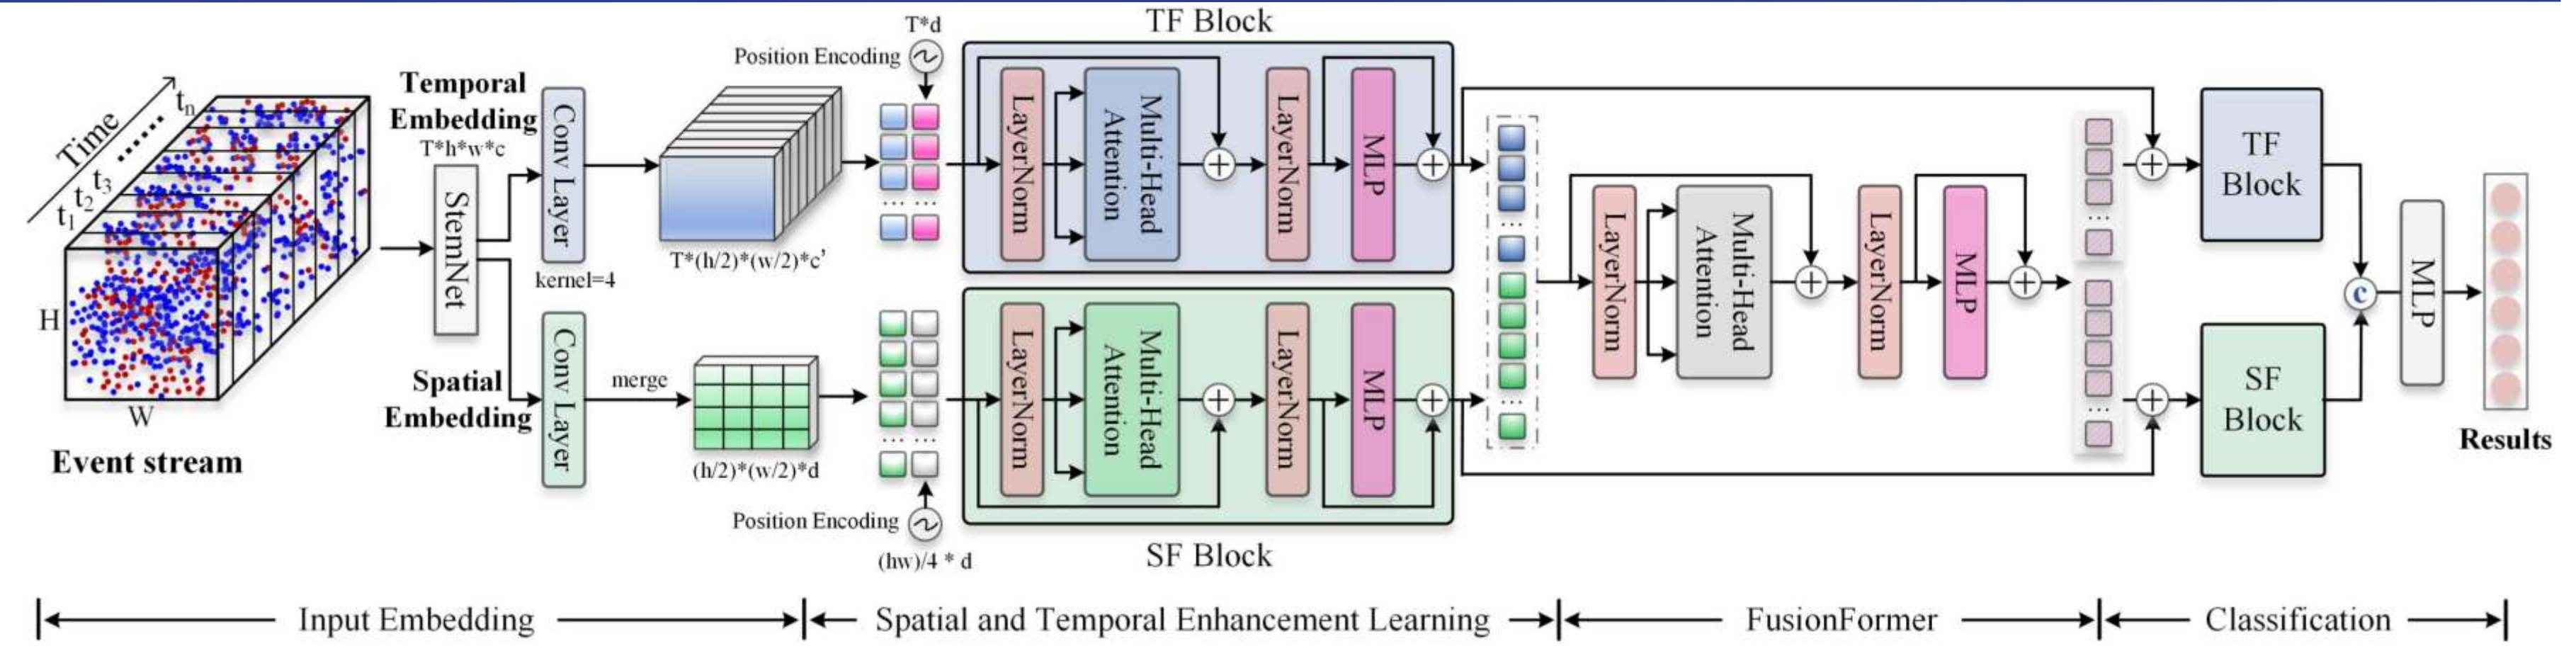 TF Block
T*d
Position Encoding
Temporal
Embedding
T*h*w*c
Time
t1
t2
t3
......
tn
H
W
Event stream
StemNet
Conv Layer
kernel=4
T*(h/2)*(w/2)*c'
...
LayerNorm
Multi-Head
Attention
+
LayerNorm
MLP
+
Spatial
Embedding
Conv Layer
merge
(h/2)*(w/2)*d
...
Position Encoding
(hw)/4 * d
LayerNorm
Multi-Head
Attention
+
LayerNorm
MLP
+
SF Block
...
...
LayerNorm
Multi-Head
Attention
+
LayerNorm
MLP
+
...
...
+
+
TF
Block
SF
Block
c
MLP
Results
Input Embedding
Spatial and Temporal Enhancement Learning
FusionFormer
Classification